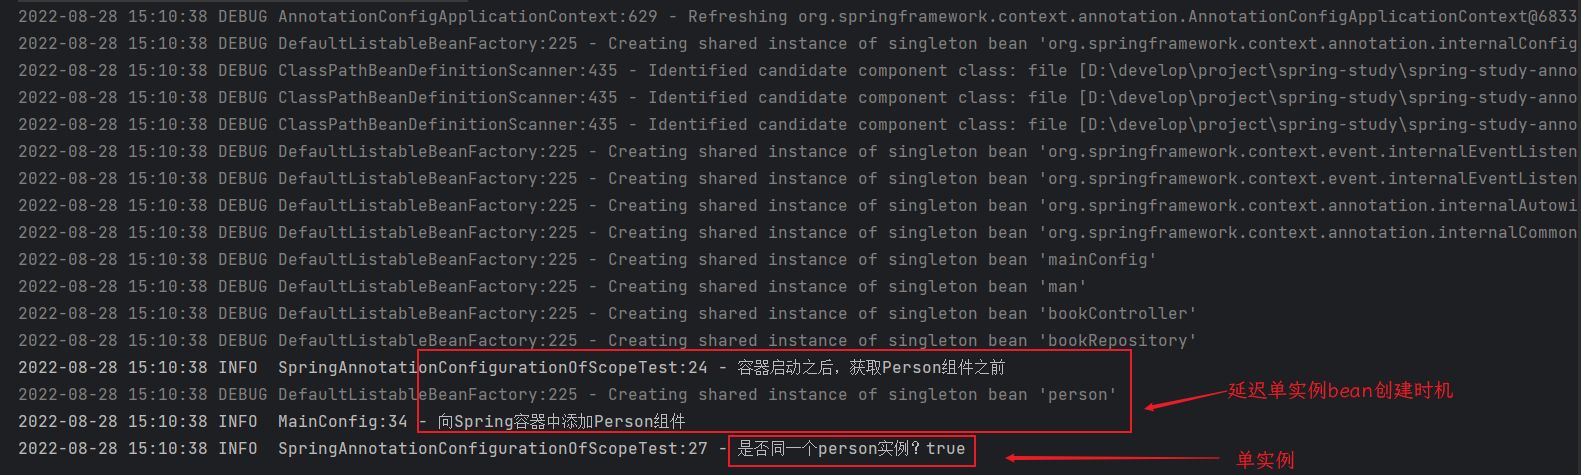 2022-08-28 15:10:38 DEBUG AnnotationConfigApplicationContext:629 - Refreshing org.springframework.context.annotation.AnnotationConfigApplicationContext@6833
2022-08-28 15:10:38 DEBUG DefaultListableBeanFactory:225 - Creating shared instance of singleton bean 'org.springframework.context.annotation.internalConfig
2022-08-28 15:10:38 DEBUG ClassPathBeanDefinitionScanner:435 - Identified candidate component class: file [D:\develop\project\spring-study\spring-study-anno
2022-08-28 15:10:38 DEBUG ClassPathBeanDefinitionScanner:435 - Identified candidate component class: file [D:\develop\project\spring-study\spring-study-anno
2022-08-28 15:10:38 DEBUG ClassPathBeanDefinitionScanner:435 - Identified candidate component class: file [D:\develop\project\spring-study\spring-study-anno
2022-08-28 15:10:38 DEBUG DefaultListableBeanFactory:225 - Creating shared instance of singleton bean 'org.springframework.context.event.internalEventListen
2022-08-28 15:10:38 DEBUG DefaultListableBeanFactory:225 - Creating shared instance of singleton bean 'org.springframework.context.event.internalEventListen
2022-08-28 15:10:38 DEBUG DefaultListableBeanFactory:225 - Creating shared instance of singleton bean 'org.springframework.context.annotation.internalAutowi
2022-08-28 15:10:38 DEBUG DefaultListableBeanFactory:225 - Creating shared instance of singleton bean 'org.springframework.context.annotation.internalCommon
2022-08-28 15:10:38 DEBUG DefaultListableBeanFactory:225 - Creating shared instance of singleton bean 'mainConfig'
2022-08-28 15:10:38 DEBUG DefaultListableBeanFactory:225 - Creating shared instance of singleton bean 'man'
2022-08-28 15:10:38 DEBUG DefaultListableBeanFactory:225 - Creating shared instance of singleton bean 'bookController'
2022-08-28 15:10:38 DEBUG DefaultListableBeanFactory:225 - Creating shared instance of singleton bean 'bookRepository'
2022-08-28 15:10:38 INFO  SpringAnnotationConfigurationOfScopeTest:24 - 容器启动之后，获取Person组件之前
2022-08-28 15:10:38 DEBUG DefaultListableBeanFactory:225 - Creating shared instance of singleton bean 'person'
延迟单实例bean创建时机
2022-08-28 15:10:38 INFO  MainConfig:34 - 向Spring容器中添加Person组件
2022-08-28 15:10:38 INFO  SpringAnnotationConfigurationOfScopeTest:27 - 是否同一个person实例？true
单实例